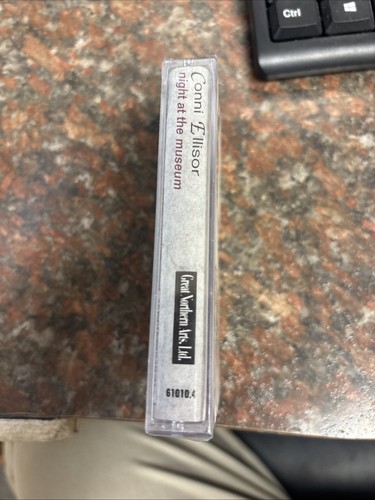 Conni Ellisor
night at the museum
Great Northern Arts, Ltd.
61010.4
Ctrl